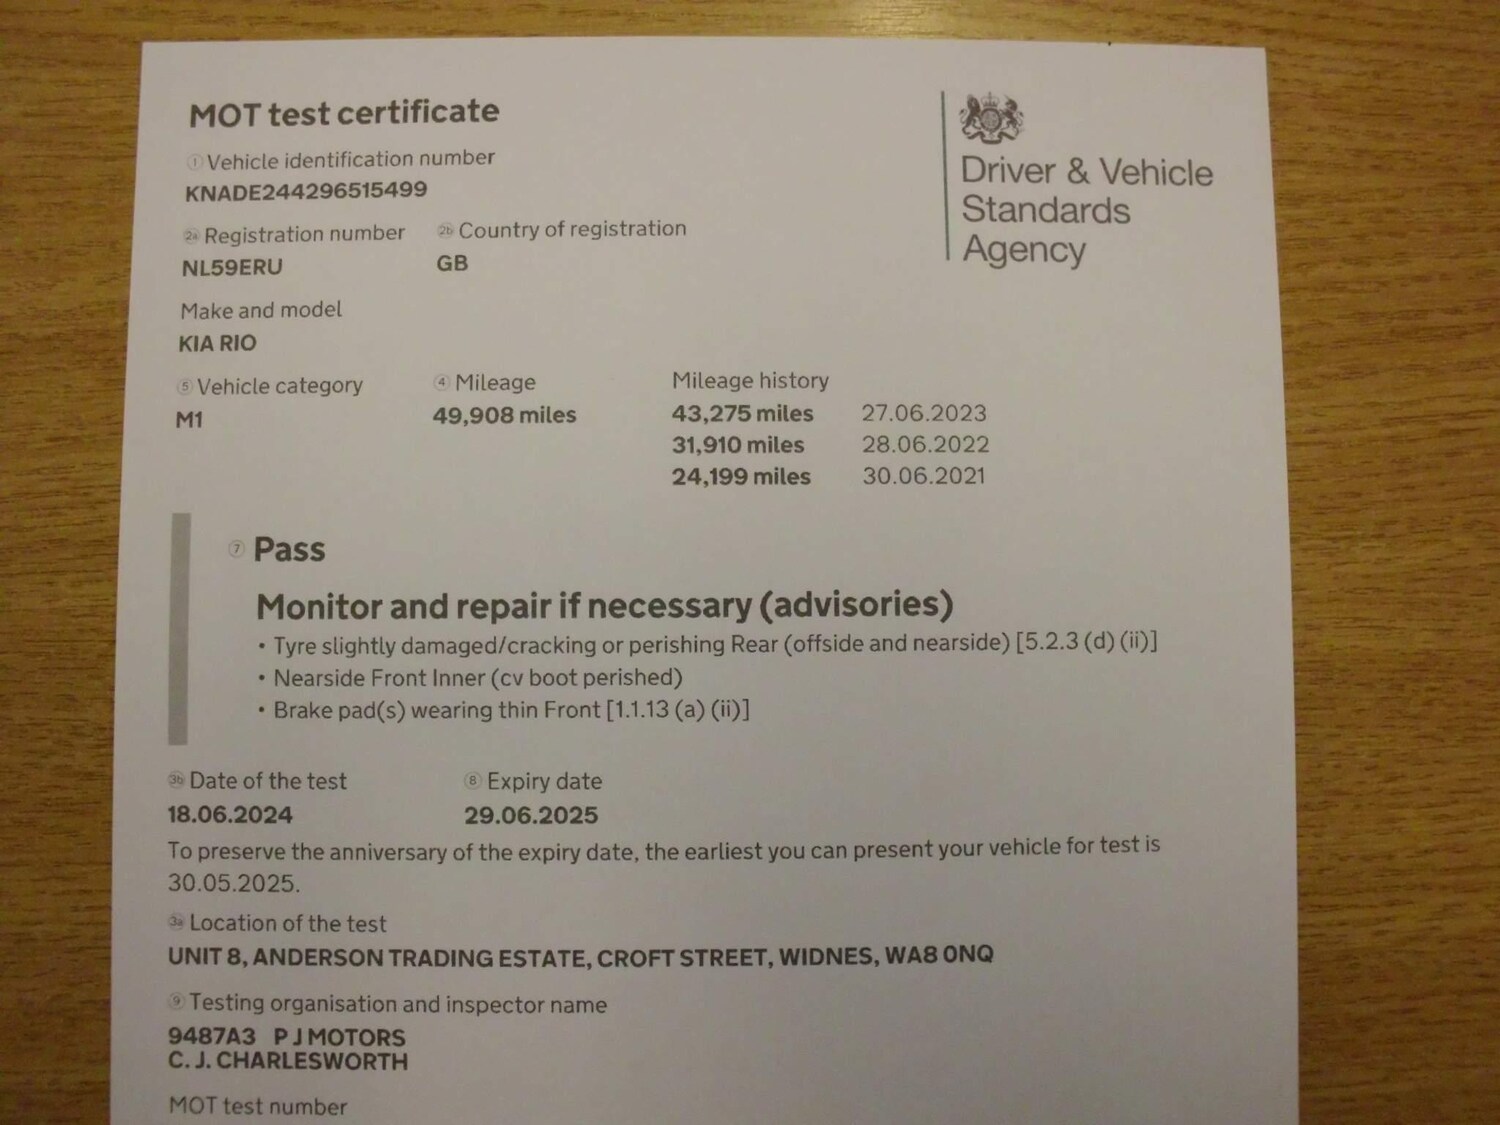 MOT test certificate
1 Vehicle identification number
KNADE244296515499
2a Registration number 2b Country of registration
NL59ERU GB
Make and model
KIA RIO
5 Vehicle category 4 Mileage Mileage history
M1 49,908 miles 43,275 miles 27.06.2023
31,910 miles 28.06.2022
24,199 miles 30.06.2021
Driver & Vehicle
Standards
Agency
7 Pass
Monitor and repair if necessary (advisories)
• Tyre slightly damaged/cracking or perishing Rear (offside and nearside) [5.2.3 (d) (ii)]
• Nearside Front Inner (cv boot perished)
• Brake pad(s) wearing thin Front [1.1.13 (a) (ii)]
3b Date of the test 8 Expiry date
18.06.2024 29.06.2025
To preserve the anniversary of the expiry date, the earliest you can present your vehicle for test is
30.05.2025.
3a Location of the test
UNIT 8, ANDERSON TRADING ESTATE, CROFT STREET, WIDNES, WA8 0NQ
9 Testing organisation and inspector name
9487A3 P J MOTORS
C. J. CHARLESWORTH
MOT test number